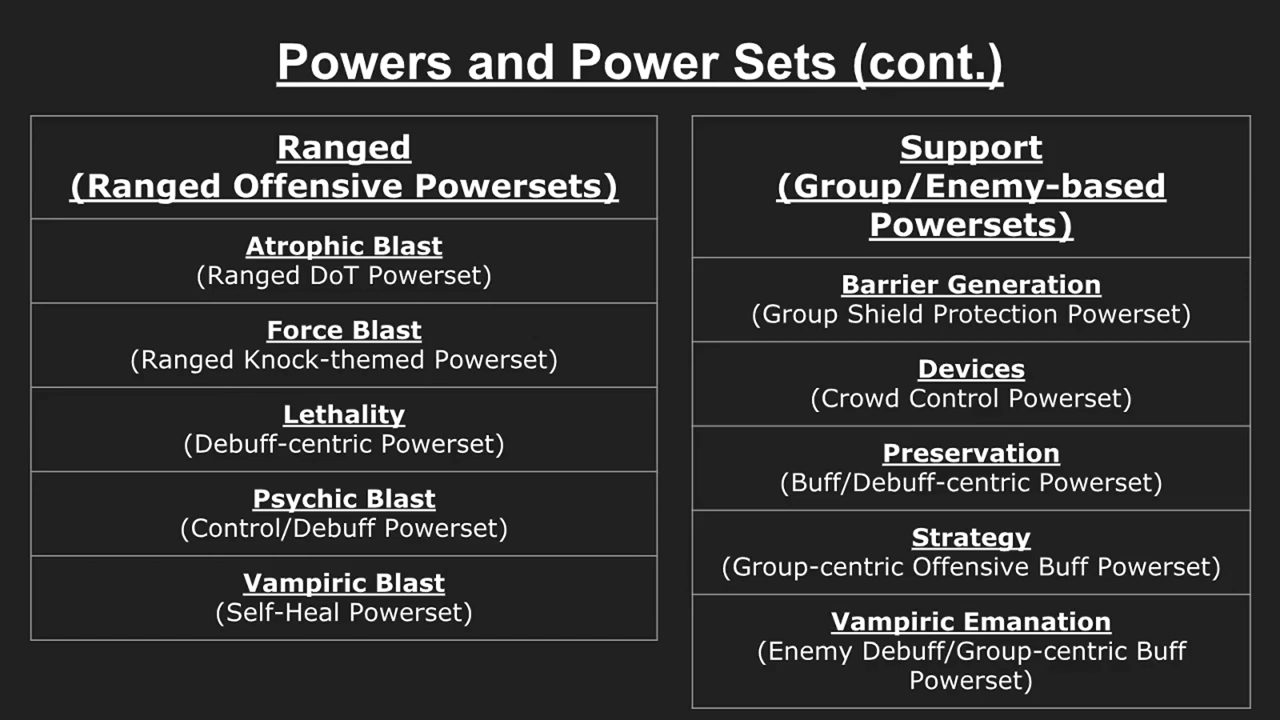 Powers and Power Sets (cont.)
Ranged
(Ranged Offensive Powersets)
Atrophic Blast
(Ranged DoT Powerset)
Force Blast
(Ranged Knock-themed Powerset)
Lethality
(Debuff-centric Powerset)
Psychic Blast
(Control/Debuff Powerset)
Vampiric Blast
(Self-Heal Powerset)
Support
(Group/Enemy-based
Powersets)
Barrier Generation
(Group Shield Protection Powerset)
Devices
(Crowd Control Powerset)
Preservation
(Buff/Debuff-centric Powerset)
Strategy
(Group-centric Offensive Buff Powerset)
Vampiric Emanation
(Enemy Debuff/Group-centric Buff
Powerset)